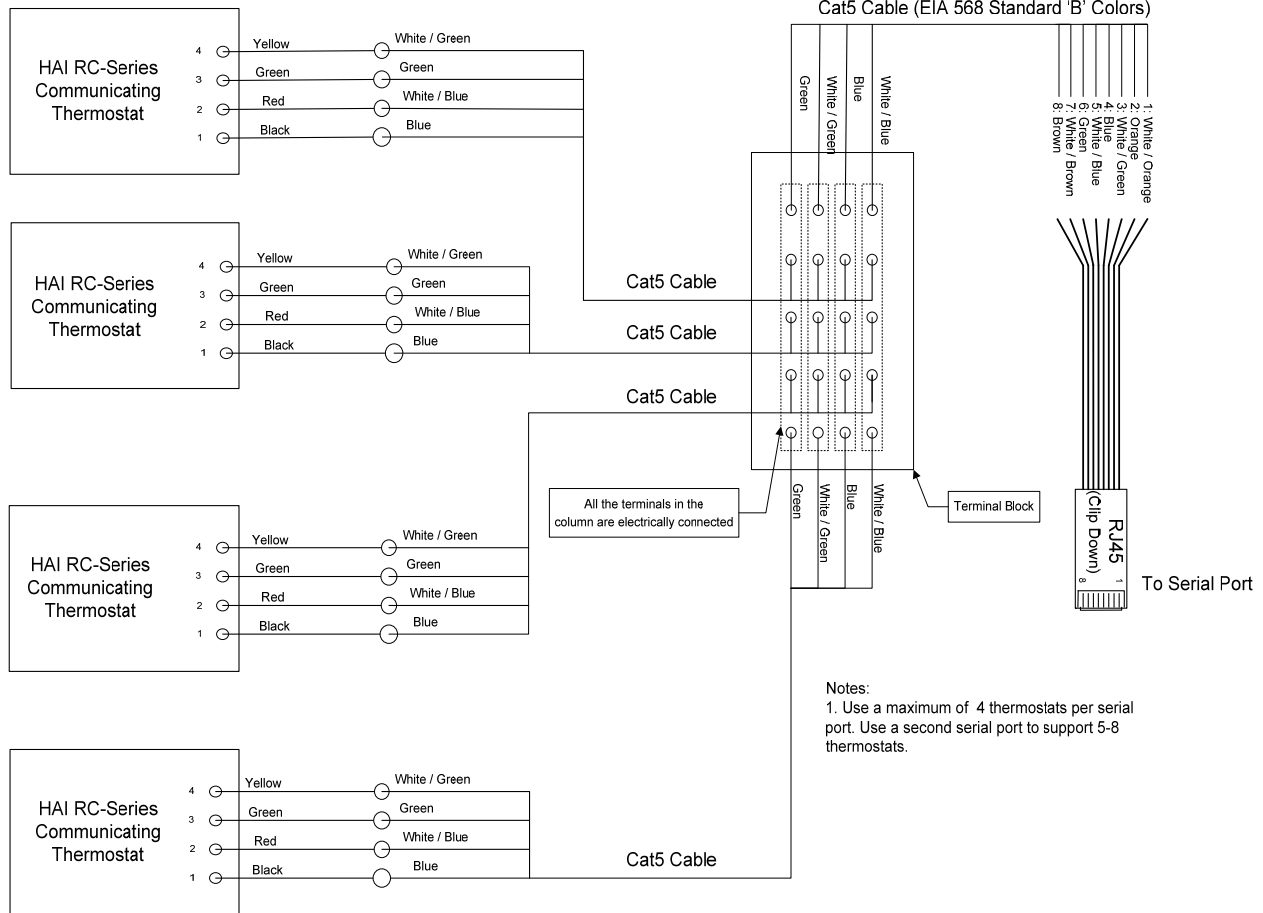 Cat5 Cable (EIA 568 Standard 'B' Colors)
HAI RC-Series
Communicating
Thermostat
4
Yellow
White / Green
3
Green
Green
2
Red
White / Blue
1
Black
Blue
HAI RC-Series
Communicating
Thermostat
4
Yellow
White / Green
3
Green
Green
2
Red
White / Blue
1
Black
Blue
HAI RC-Series
Communicating
Thermostat
4
Yellow
White / Green
3
Green
Green
2
Red
White / Blue
1
Black
Blue
HAI RC-Series
Communicating
Thermostat
4
Yellow
White / Green
3
Green
Green
2
Red
White / Blue
1
Black
Blue
Cat5 Cable
Cat5 Cable
Cat5 Cable
Cat5 Cable
Green
White / Green
Blue
White / Blue
Green
White / Green
Blue
White / Blue
All the terminals in the
column are electrically connected
Terminal Block
1: White / Orange
2: Orange
3: White / Green
4: Blue
5: White / Blue
6: Green
7: White / Brown
8: Brown
RJ45
(Clip Down)
1
8
To Serial Port
Notes:
1. Use a maximum of 4 thermostats per serial
port. Use a second serial port to support 5-8
thermostats.